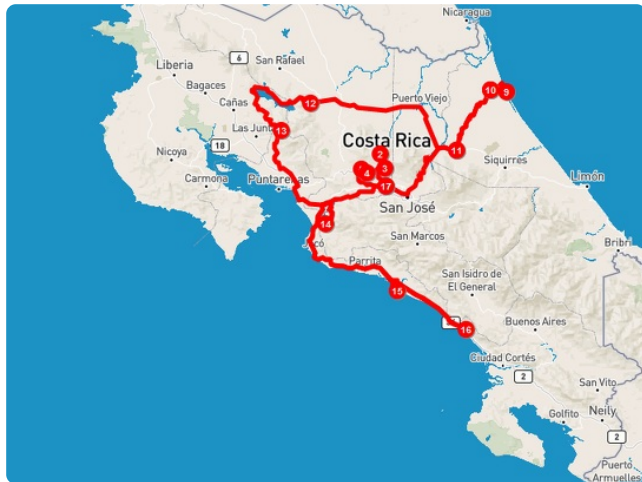 Nicaragua
6
San Rafael
Liberia
Bagaces
Puerto Viejo
10
9
Cañas
12
Las Junt
13
Costa Rica
2
11
18
3
Siquirres
Nicoya
4
Puntarenas
17
Limón
Carmona
San José
14
San Marcos
Bribri
Jacó
Parrita
San Isidro de
El General
15
16
Buenos Aires
Ciudad Cortés
2
San Vito
Golfito
Neily
2
Puerto
Armuelles